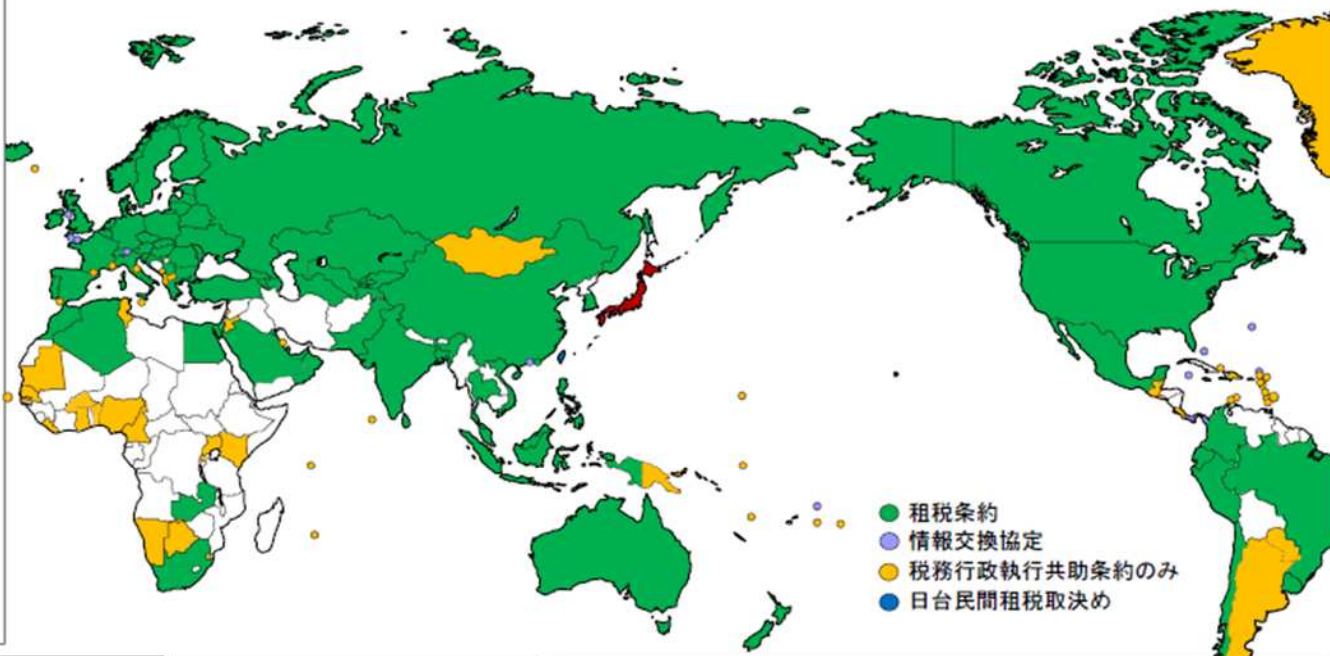 租税条約
情報交換協定
税務行政執行共助条約のみ
日台民間租税取決め